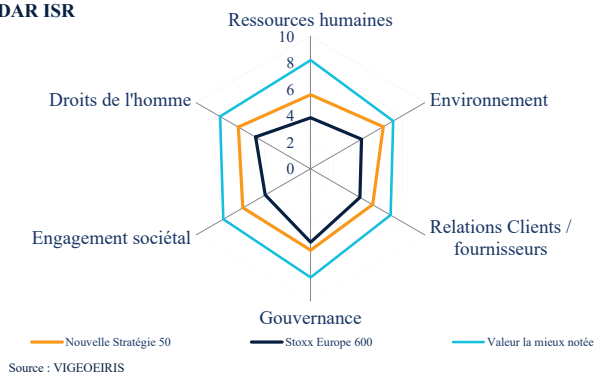 DAR ISR
Ressources humaines
10
8
6
4
2
0
Droits de l'homme
Environnement
Engagement sociétal
Relations Clients /
fournisseurs
Gouvernance
Nouvelle Stratégie 50
Stoxx Europe 600
Valeur la mieux notée
Source : VIGEOEIRIS